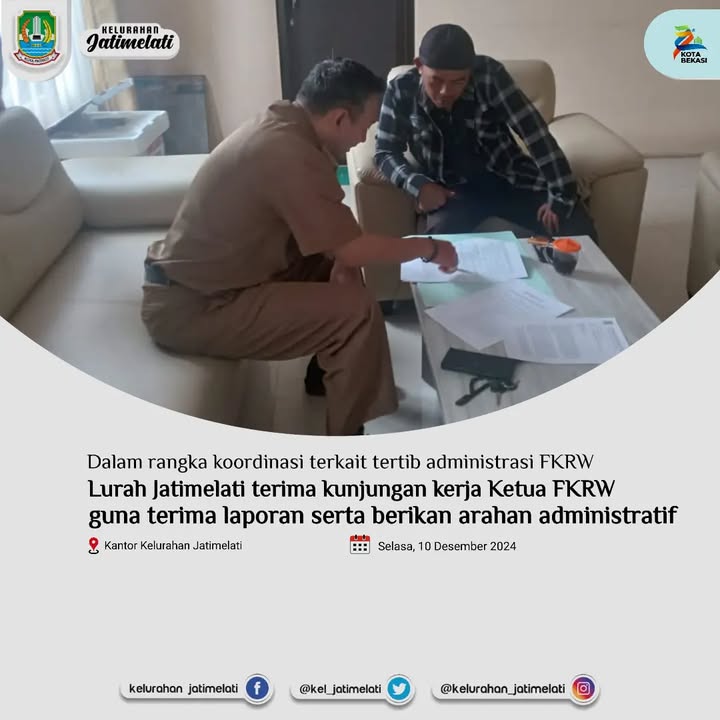 KELURAHAN
Jatimelati
KOTA
BEKASI
Dalam rangka koordinasi terkait tertib administrasi FKRW
Lurah Jatimelati terima kunjungan kerja Ketua FKRW
guna terima laporan serta berikan arahan administratif
Kantor Kelurahan Jatimelati
Selasa, 10 Desember 2024
kelurahan jatimelati
@kel_jatimelati
@kelurahan_jatimelati